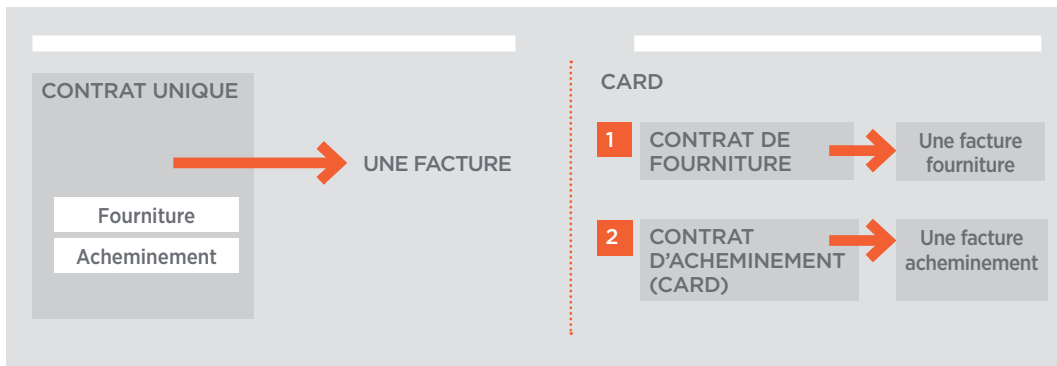 CONTRAT UNIQUE
UNE FACTURE
Fourniture
Acheminement
CARD
1
CONTRAT DE
FOURNITURE
Une facture
fourniture
2
CONTRAT
D'ACHEMINEMENT
(CARD)
Une facture
acheminement